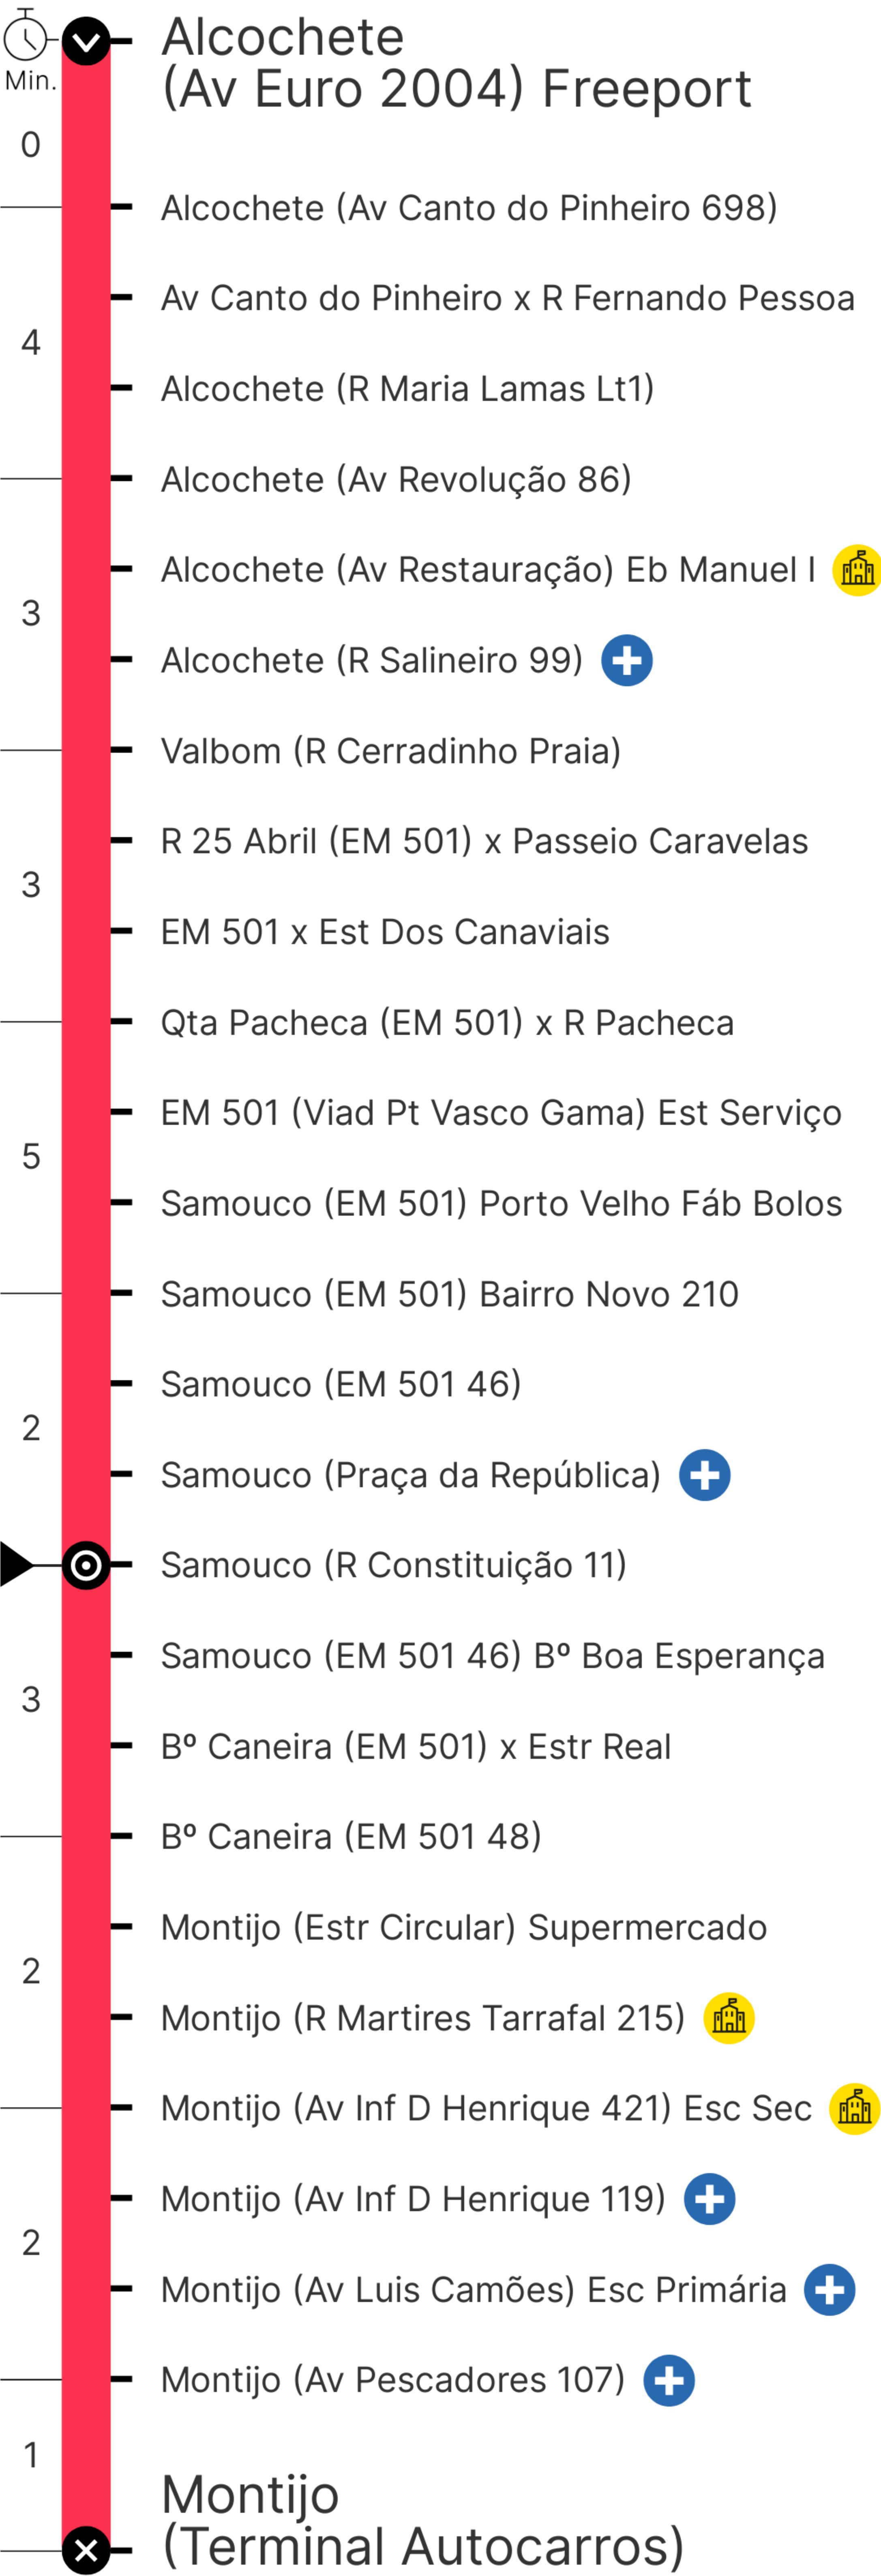 Alcochete
(Av Euro 2004) Freeport
Min.
0
Alcochete (Av Canto do Pinheiro 698)
Av Canto do Pinheiro x R Fernando Pessoa
4
Alcochete (R Maria Lamas Lt1)
Alcochete (Av Revolução 86)
Alcochete (Av Restauração) Eb Manuel I
3
Alcochete (R Salineiro 99)
Valbom (R Cerradinho Praia)
R 25 Abril (EM 501) x Passeio Caravelas
3
EM 501 x Est Dos Canaviais
Qta Pacheca (EM 501) x R Pacheca
EM 501 (Viad Pt Vasco Gama) Est Serviço
5
Samouco (EM 501) Porto Velho Fáb Bolos
Samouco (EM 501) Bairro Novo 210
Samouco (EM 501 46)
2
Samouco (Praça da República)
Samouco (R Constituição 11)
Samouco (EM 501 46) Bº Boa Esperança
3
Bº Caneira (EM 501) x Estr Real
Bº Caneira (EM 501 48)
Montijo (Estr Circular) Supermercado
2
Montijo (R Martires Tarrafal 215)
Montijo (Av Inf D Henrique 421) Esc Sec
Montijo (Av Inf D Henrique 119)
2
Montijo (Av Luis Camões) Esc Primária
Montijo (Av Pescadores 107)
1
Montijo
(Terminal Autocarros)